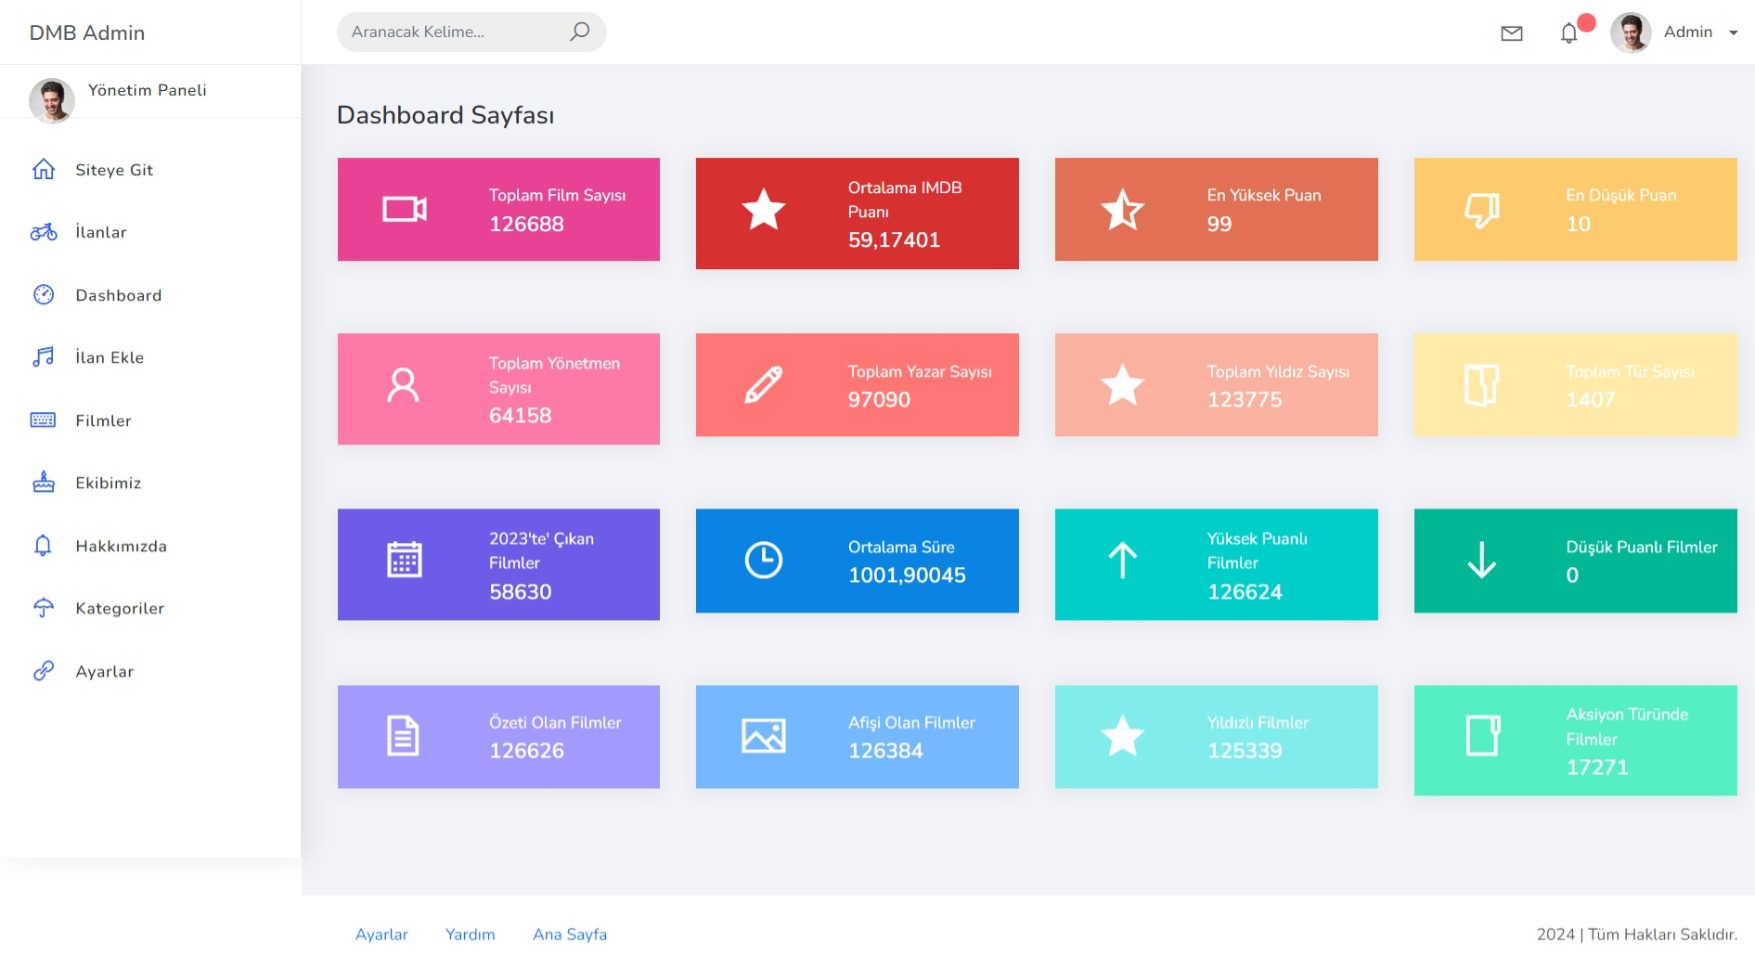 DMB Admin
Aranacak Kelime...
Admin
Yönetim Paneli
Siteye Git
İlanlar
Dashboard
İlan Ekle
Filmler
Ekibimiz
Hakkımızda
Kategoriler
Ayarlar
Dashboard Sayfası
Toplam Film Sayısı
126688
Ortalama IMDB
Puanı
59,17401
En Yüksek Puan
99
En Düşük Puan
10
Toplam Yönetmen
Sayısı
64158
Toplam Yazar Sayısı
97090
Toplam Yıldız Sayısı
123775
Toplam Tür Sayısı
1407
2023'te' Çıkan
Filmler
58630
Ortalama Süre
1001,90045
Yüksek Puanlı
Filmler
126624
Düşük Puanlı Filmler
0
Özeti Olan Filmler
126626
Afişi Olan Filmler
126384
Yıldızlı Filmler
125339
Aksiyon Türünde
Filmler
17271
Ayarlar Yardım Ana Sayfa
2024 | Tüm Hakları Saklıdır.